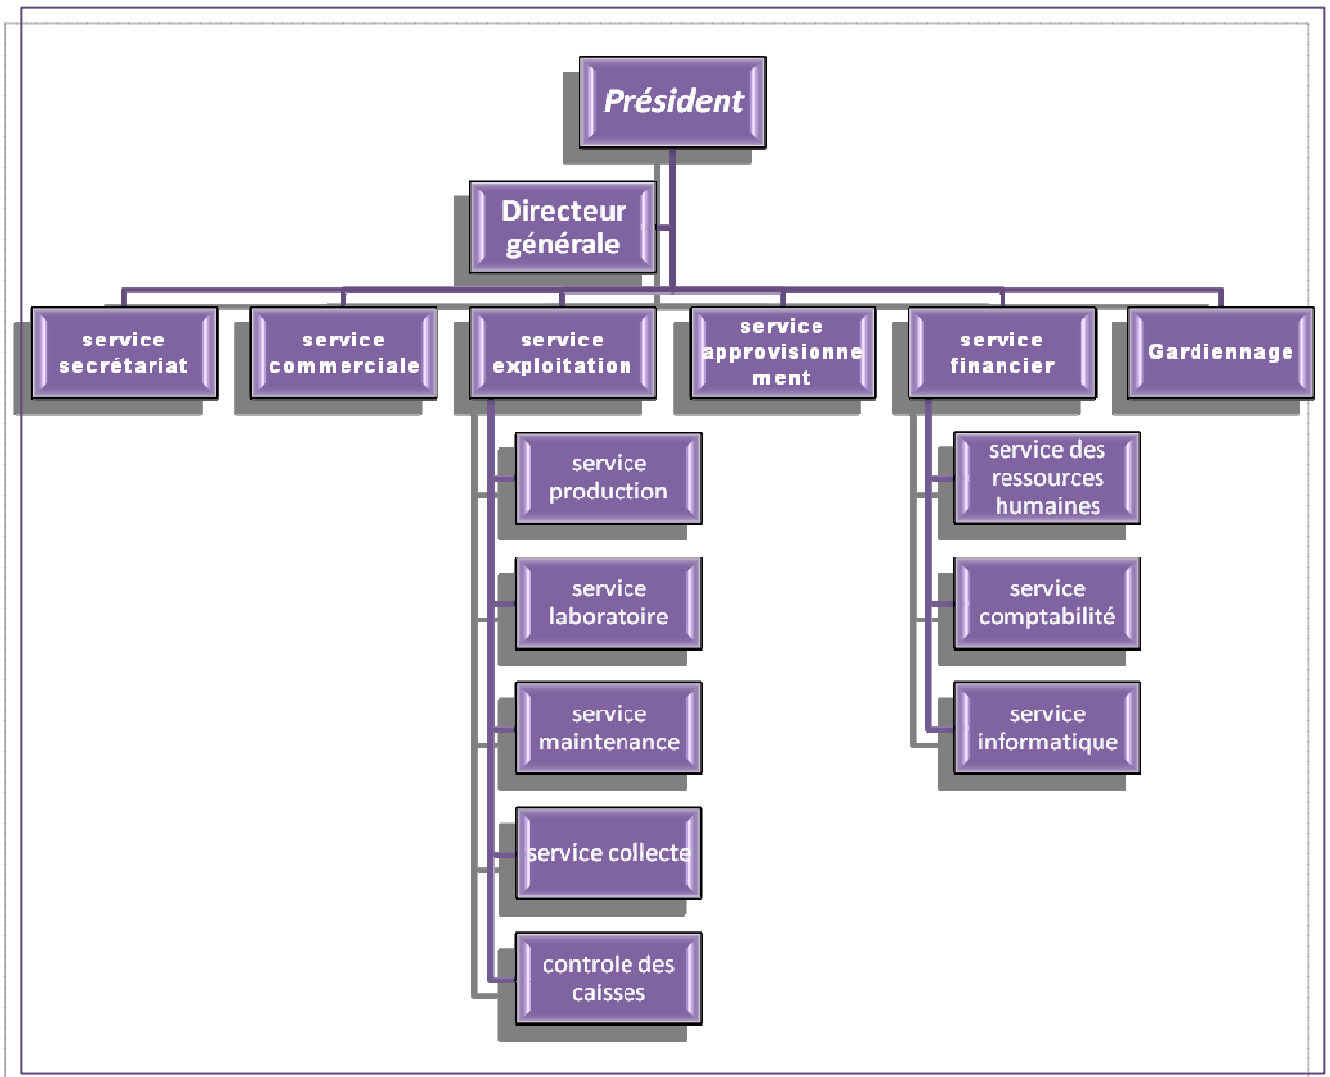 Président
Directeur
générale
service
secrétariat
service
commerciale
service
exploitation
service
approvisionne
ment
service
financier
Gardiennage
service
production
service
laboratoire
service
maintenance
service collecte
controle des
caisses
service des
ressources
humaines
service
comptabilité
service
informatique